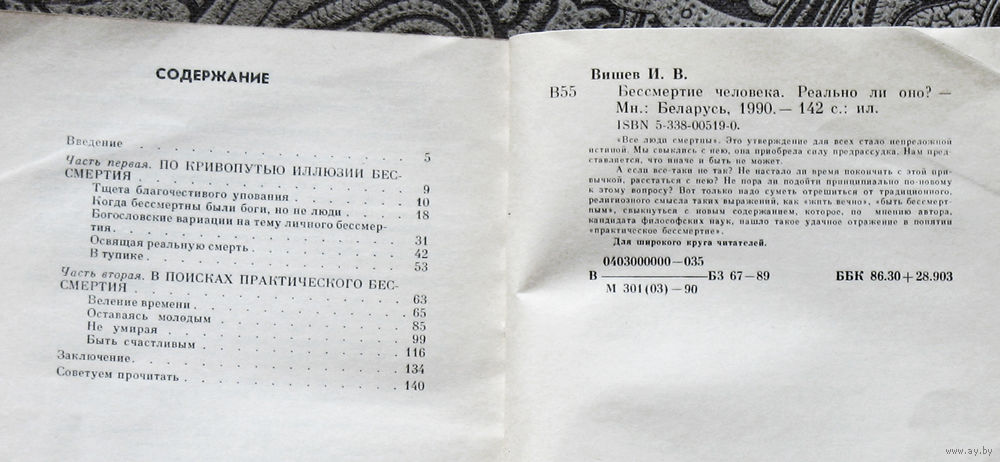 СОДЕРЖАНИЕ
Введение . . . . . . . . . . . . 5
Часть первая. ПО КРИВОПУТЬЮ ИЛЛЮЗИИ БЕС-
СМЕРТИЯ . . . . . . . . . . . . 9
Тщета благочестивого упования . . . . . 10
Когда бессмертны были боги, но не люди . . . 18
Богословские вариации на тему личного бессмер-
тия. . . . . . . . . . . . . 31
Освящая реальную смерть . . . . . . 42
В тупике . . . . . . . . . . . 53
Часть вторая. В ПОИСКАХ ПРАКТИЧЕСКОГО БЕС-
СМЕРТИЯ . . . . . . . . . . . . 63
Веление времени . . . . . . . . . 65
Оставаясь молодым . . . . . . . . 85
Не умирая . . . . . . . . . . 99
Быть счастливым . . . . . . . . . 116
Заключение. . . . . . . . . . . . 134
Советуем прочитать . . . . . . . . . 140
Вишев И. В.
В55 Бессмертие человека. Реально ли оно? —
Мн.: Беларусь, 1990.— 142 с.: ил.
ISBN 5-338-00519-0.
«Все люди смертны». Это утверждение для всех стало непреложной
истиной. Мы свыклись с нею, она приобрела силу предрассудка. Нам пред-
ставляется, что иначе и быть не может.
А если все-таки не так? Не настало ли время покончить с этой при-
вычкой, расстаться с нею? Не пора ли подойти принципиально по-новому
к этому вопросу? Вот только надо суметь отрешиться от традиционного,
религиозного смысла таких выражений, как «жить вечно», «быть бессмерт-
ным», свыкнуться с новым содержанием, которое, по мнению автора,
кандидата философских наук, нашло такое удачное отражение в понятии
«практическое бессмертие».
Для широкого круга читателей.
0403000000—035
В ———————— БЗ 67—89 ББК 86.30+28.903
М 301(03)—90
www.ay.by